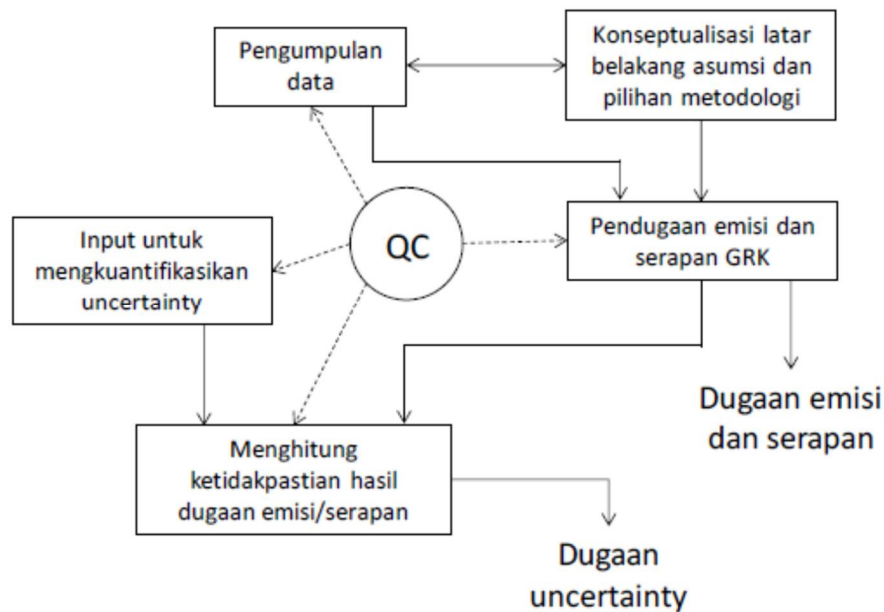 Pengumpulan
data
Konseptualisasi latar
belakang asumsi dan
pilihan metodologi
Input untuk
mengkuantifikasikan
uncertainty
QC
Pendugaan emisi dan
serapan GRK
Menghitung
ketidakpastian hasil
dugaan emisi/serapan
Dugaan emisi
dan serapan
Dugaan
uncertainty